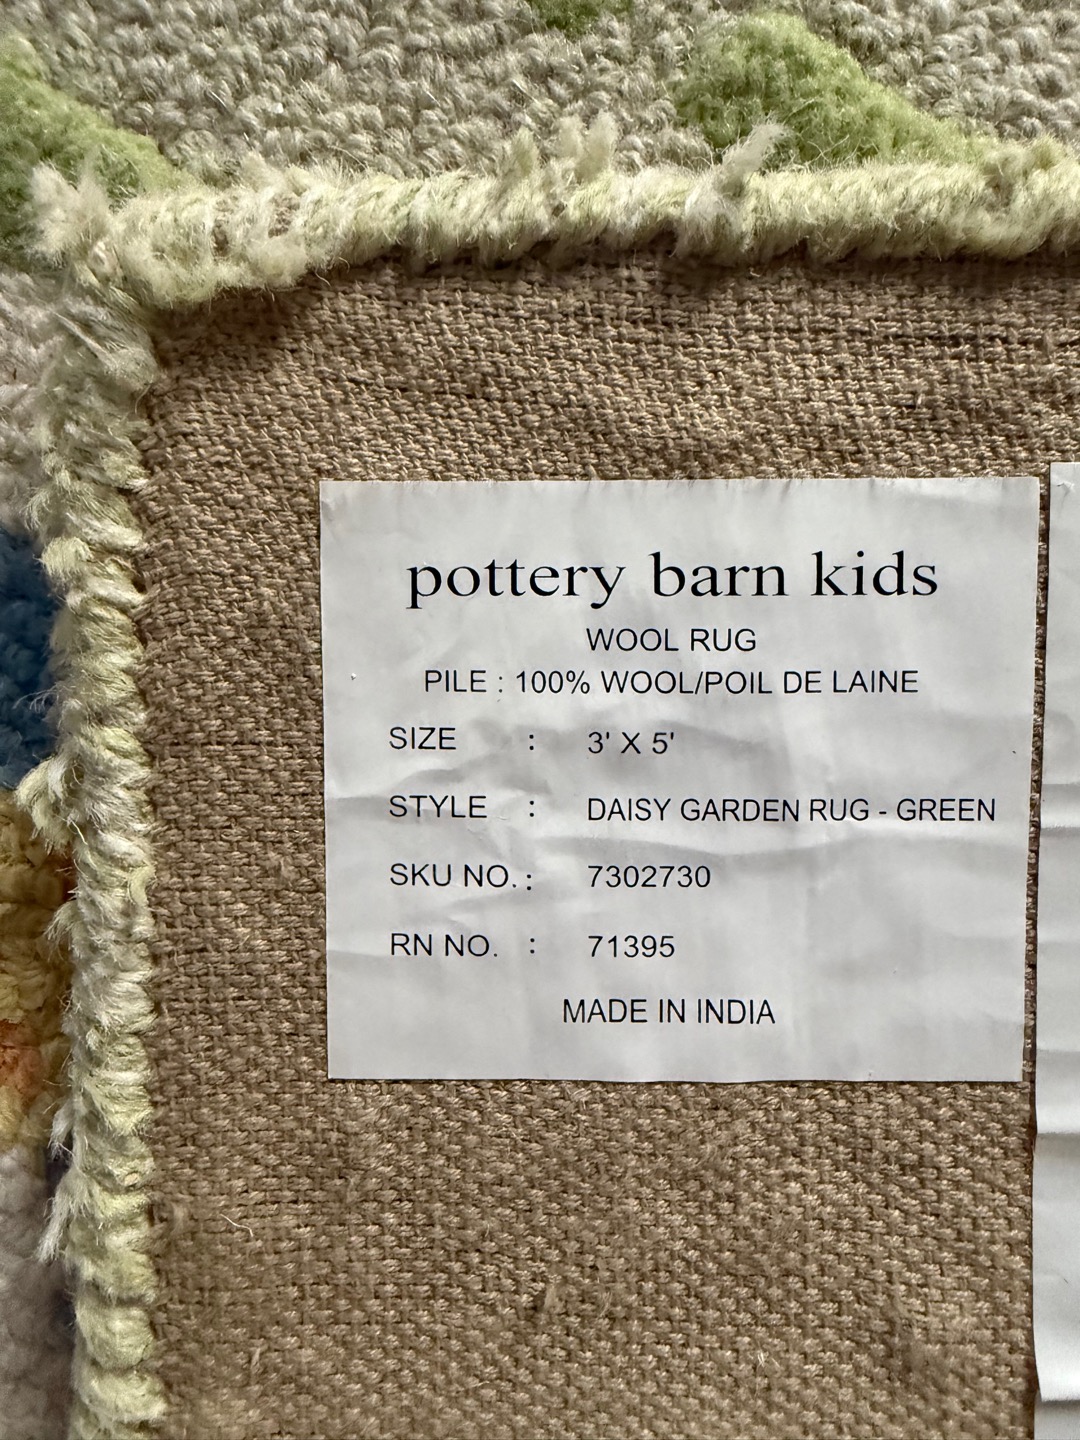 pottery barn kids
WOOL RUG
PILE : 100% WOOL/POIL DE LAINE
SIZE : 3' X 5'
STYLE : DAISY GARDEN RUG - GREEN
SKU NO. : 7302730
RN NO. : 71395
MADE IN INDIA